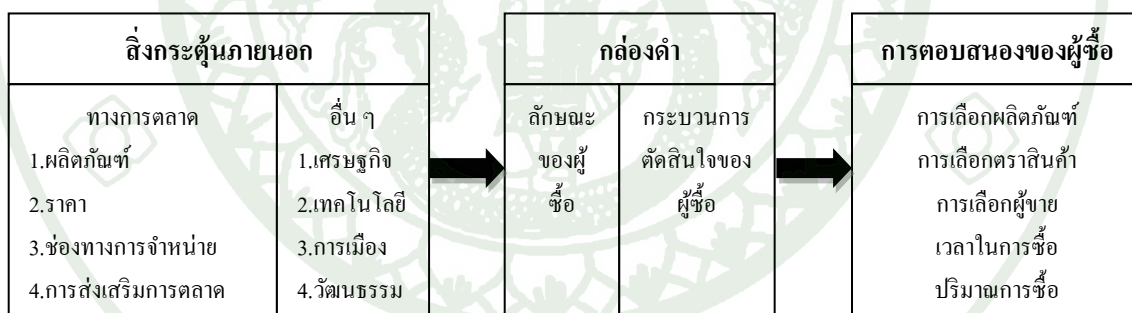 สิ่งกระตุ้นภายนอก
ทางการตลาด
1.ผลิตภัณฑ์
2.ราคา
3.ช่องทางการจำหน่าย
4.การส่งเสริมการตลาด
อื่น ๆ
1.เศรษฐกิจ
2.เทคโนโลยี
3.การเมือง
4.วัฒนธรรม
กล่องดำ
ลักษณะ
ของผู้
ซื้อ
กระบวนการ
ตัดสินใจของ
ผู้ซื้อ
การตอบสนองของผู้ซื้อ
การเลือกผลิตภัณฑ์
การเลือกตราสินค้า
การเลือกผู้ขาย
เวลาในการซื้อ
ปริมาณการซื้อ